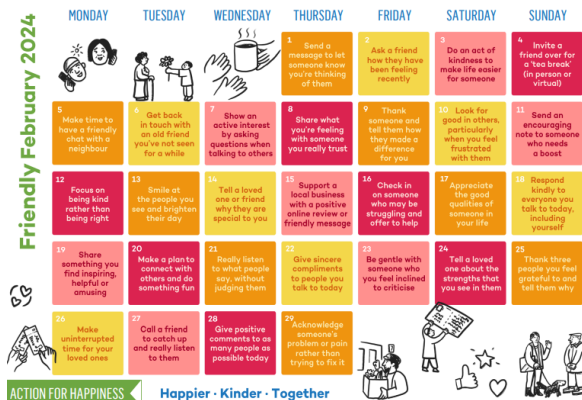 Friendly February 2024
MONDAY TUESDAY WEDNESDAY THURSDAY FRIDAY SATURDAY SUNDAY
1 Send a
message to let
someone know
you're thinking
of them
2 Ask a friend
how they have
been feeling
recently
3
Do an act of
kindness to
make life easier
for someone
4 Invite a
friend over for
a 'tea break'
(in person or
virtual)
5
Make time to
have a friendly
chat with a
neighbour
6 Get back
in touch with
an old friend
you've not seen
for a while
7 Show an
active interest
by asking
questions when
talking to others
8
Share what
you're feeling
with someone
you really trust
9 Thank
someone and
tell them how
they made a
difference
for you
10 Look for
good in others,
particularly
when you feel
frustrated
with them
11 Send an
encouraging
note to someone
who needs
a boost
12
Focus on
being kind
rather than
being right
13
Smile at
the people you
see and brighten
their day
14
Tell a loved
one or friend
why they are
special to you
15 Support a
local business
with a positive
online review or
friendly message
16 Check in
on someone
who may be
struggling and
offer to help
17 Appreciate
the good
qualities of
someone in
your life
18 Respond
kindly to
everyone you
talk to today,
including
yourself
19 Share
something you
find inspiring,
helpful or
amusing
20
Make a plan to
connect with
others and do
something fun
21
Really listen
to what people
say, without
judging them
22
Give sincere
compliments
to people you
talk to today
23
Be gentle with
someone who
you feel inclined
to criticise
24
Tell a loved
one about the
strengths that
you see in them
25
Thank three
people you feel
grateful to and
tell them why
26
Make
uninterrupted
time for your
loved ones
27
Call a friend
to catch up
and really listen
to them
28
Give positive
comments to
as many people as
possible today
29
Acknowledge
someone's
problem or pain
rather than
trying to fix it
ACTION FOR HAPPINESS
Happier · Kinder · Together